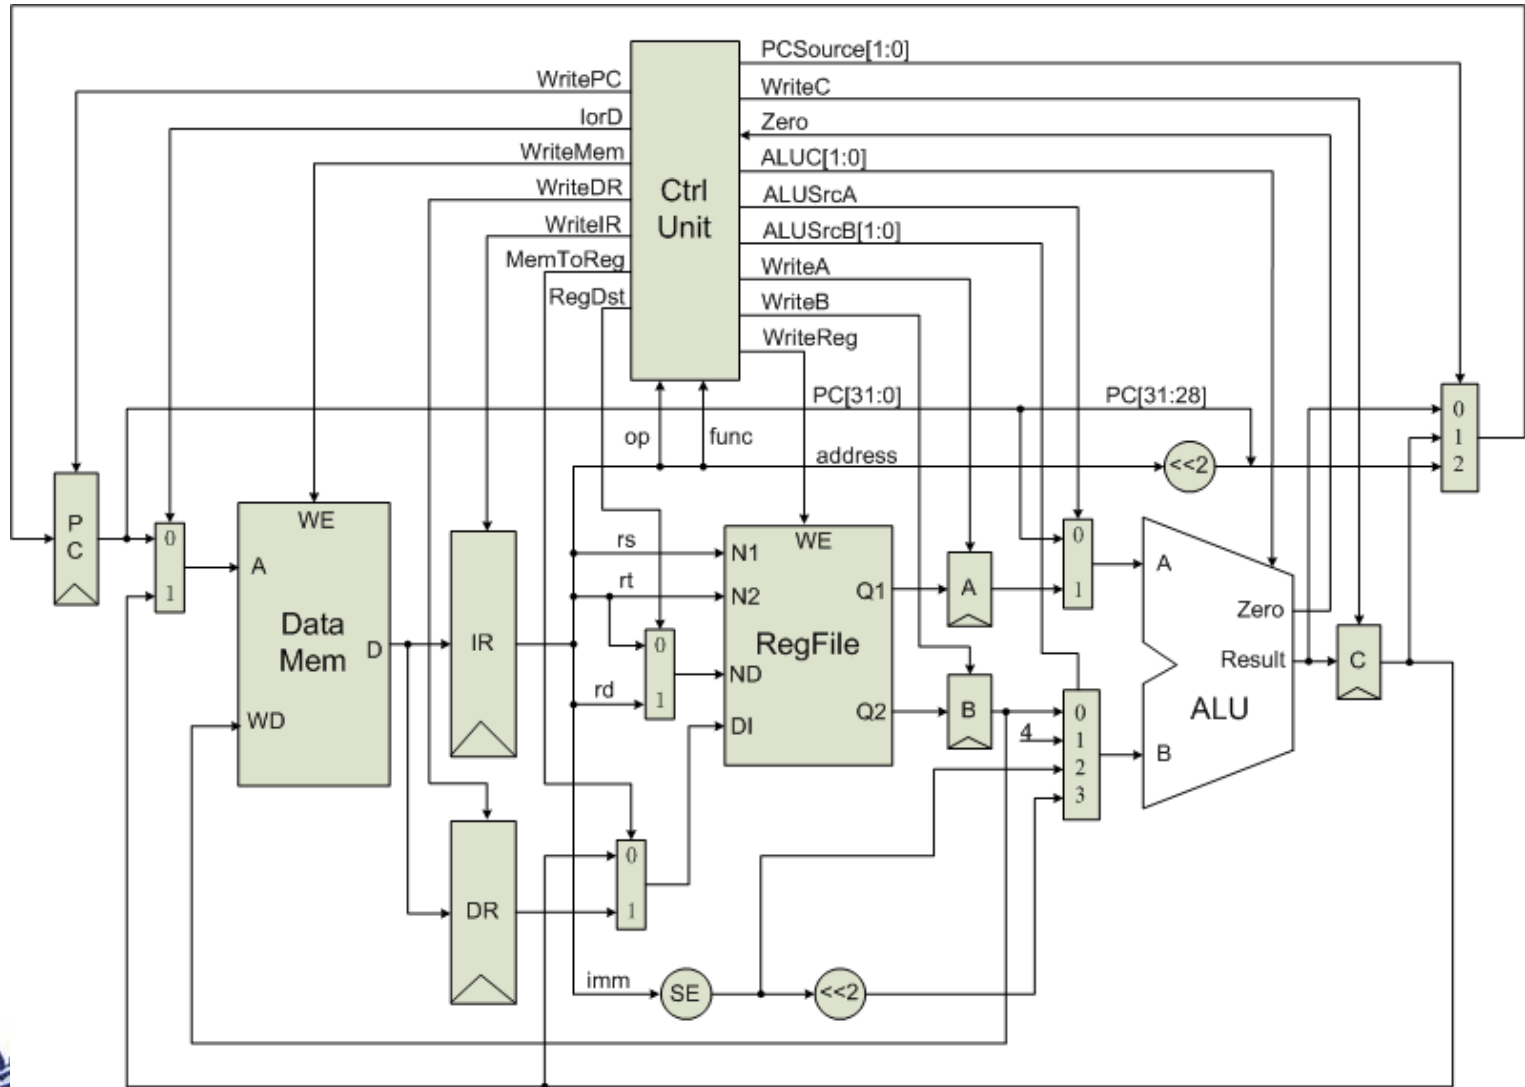 PCSource[1:0]
WritePC
WriteC
IorD
Zero
WriteMem
ALUC[1:0]
WriteDR
ALUSrcA
Ctrl
Unit
WriteIR
ALUSrcB[1:0]
MemToReg
WriteA
RegDst
WriteB
WriteReg
PC[31:0]
PC[31:28]
op
func
address
<<2
0
1
2
P
C
0
1
WE
A
Data
Mem
D
WD
IR
DR
rs
rt
rd
0
1
0
1
WE
N1
N2
ND
DI
RegFile
Q1
Q2
A
B
0
1
4
0
1
2
3
A
B
ALU
Zero
Result
C
imm
SE
<<2